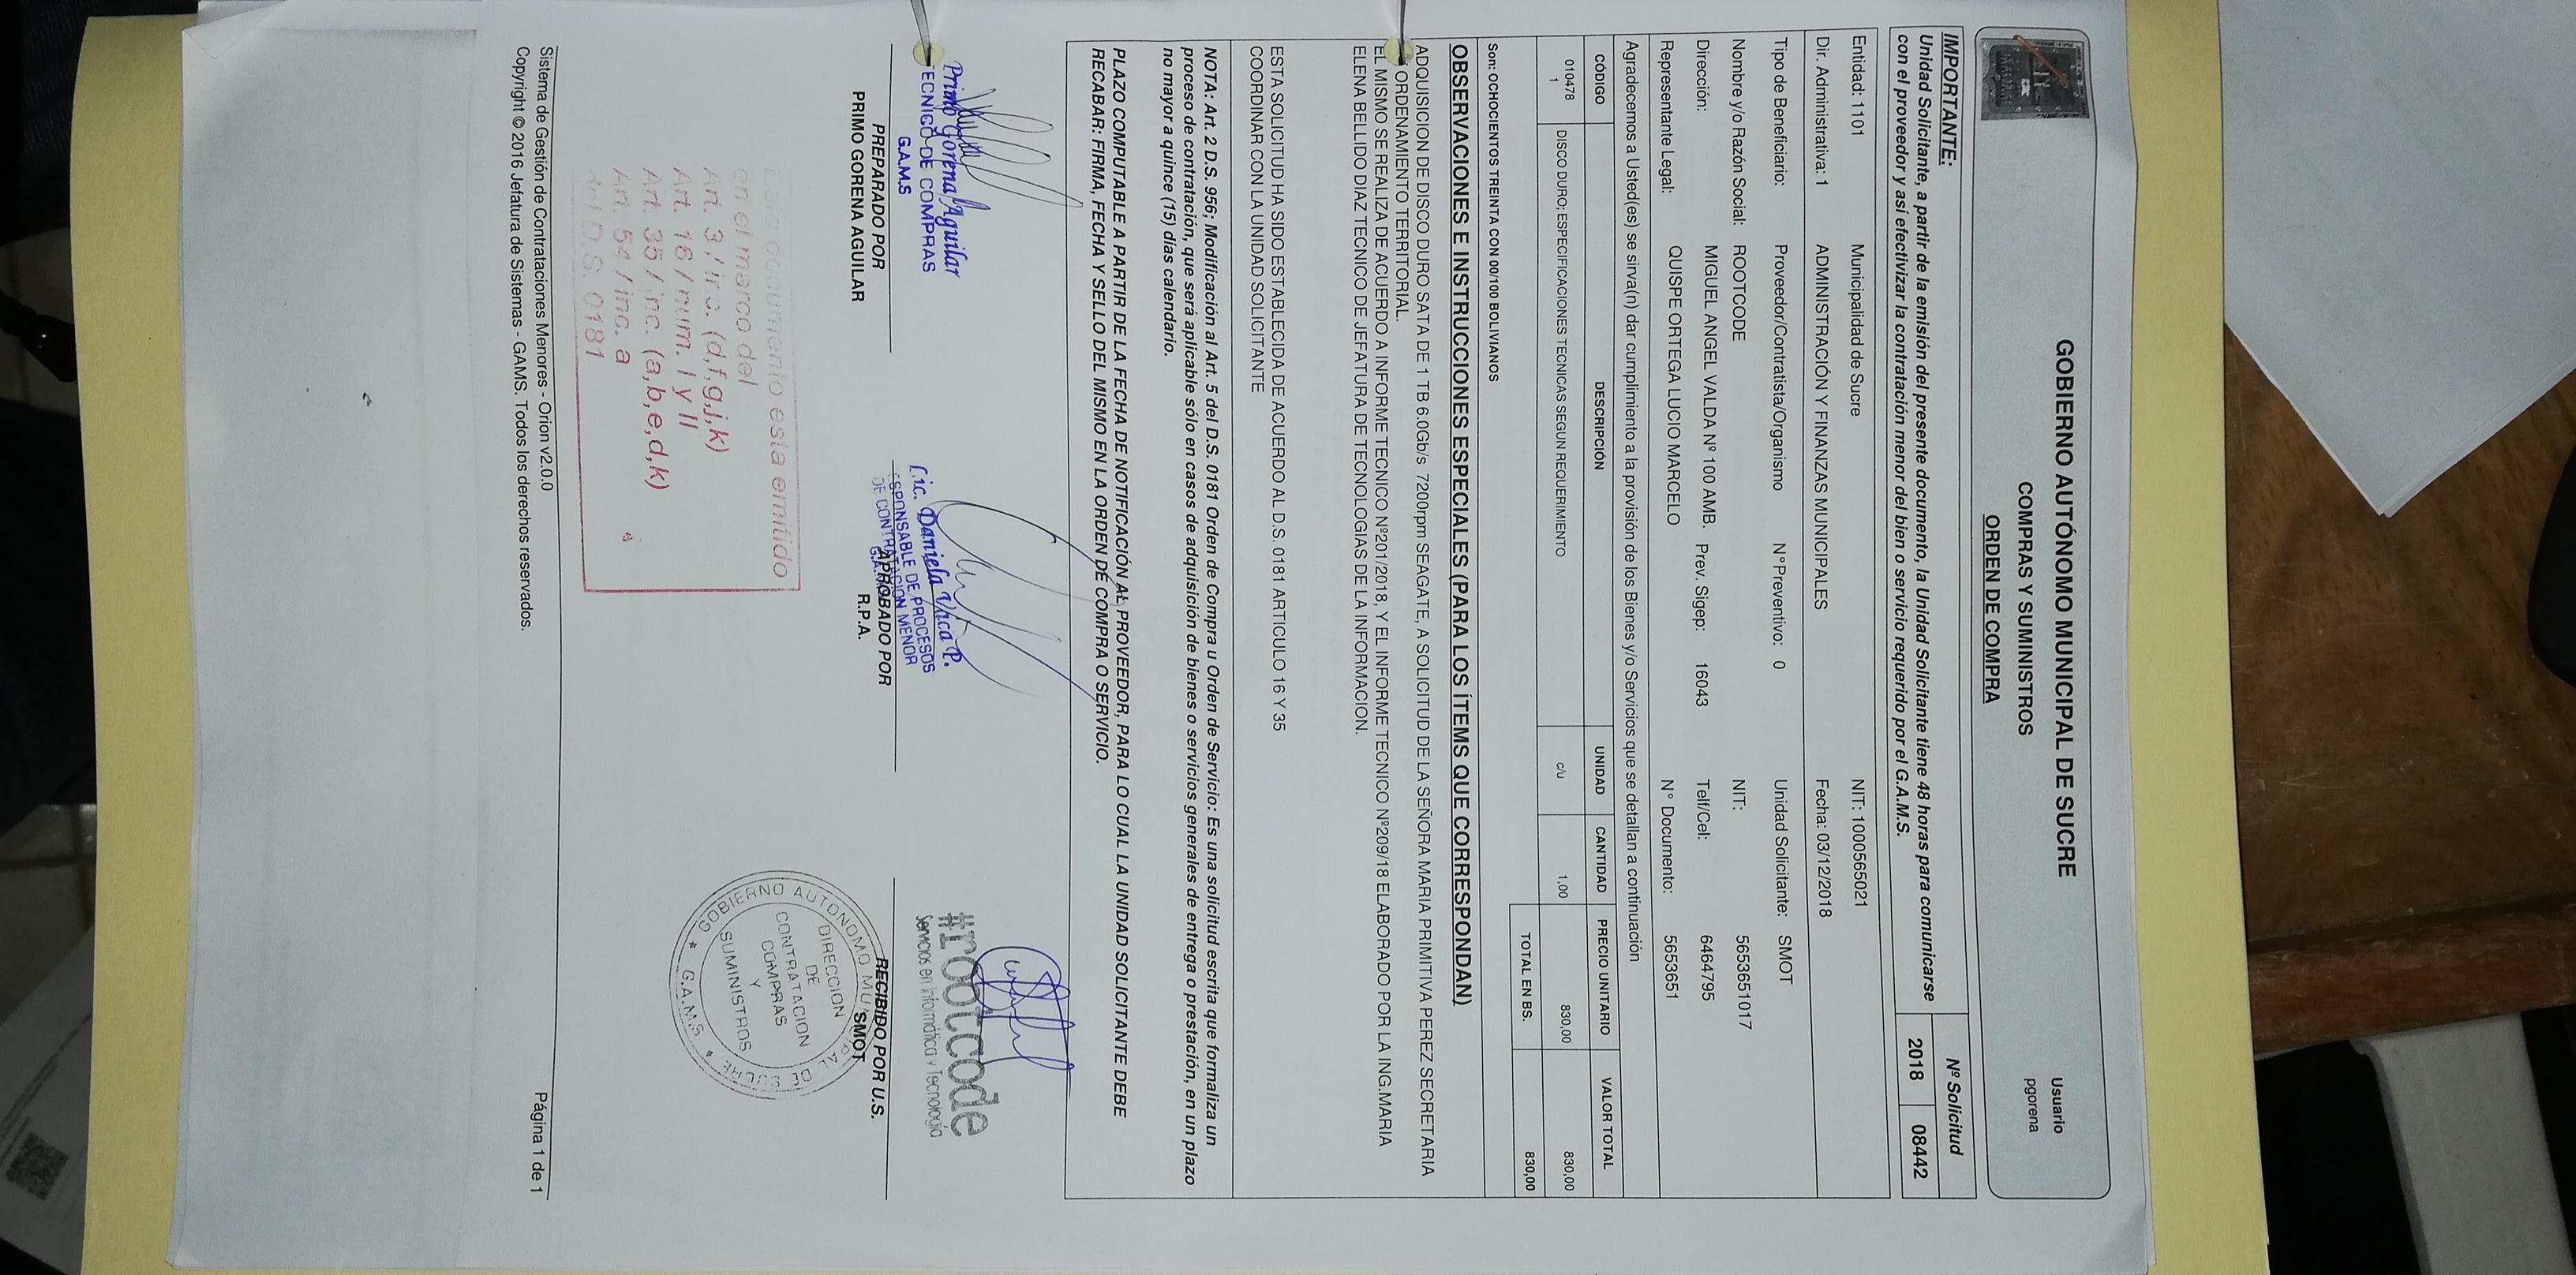 GOBIERNO AUTÓNOMO MUNICIPAL DE SUCRE
COMPRAS Y SUMINISTROS
ORDEN DE COMPRA
Usuario
pgorena
IMPORTANTE:
Unidad Solicitante, a partir de la emisión del presente documento, la Unidad Solicitante tiene 48 horas para comunicarse
con el proveedor y así efectivizar la contratación menor del bien o servicio requerido por el G.A.M.S.
Nº Solicitud
2018 08442
Entidad: 1101 Municipalidad de Sucre NIT: 1000565021
Dir. Administrativa: 1 ADMINISTRACIÓN Y FINANZAS MUNICIPALES Fecha: 03/12/2018
Tipo de Beneficiario: Proveedor/Contratista/Organismo N°Preventivo: 0 Unidad Solicitante: SMOT
Nombre y/o Razón Social: ROOTCODE NIT: 5653651017
Dirección: MIGUEL ANGEL VALDA Nº 100 AMB. Prev. Sigep: 16043 Telf/Cel: 6464795
Representante Legal: QUISPE ORTEGA LUCIO MARCELO N° Documento: 5653651
Agradecemos a Usted(es) se sirva(n) dar cumplimiento a la provisión de los Bienes y/o Servicios que se detallan a continuación
CÓDIGO DESCRIPCIÓN UNIDAD CANTIDAD PRECIO UNITARIO VALOR TOTAL
010478
1 DISCO DURO; ESPECIFICACIONES TECNICAS SEGUN REQUERIMIENTO c/u 1,00 830,00 830,00
TOTAL EN BS. 830,00
Son: OCHOCIENTOS TREINTA CON 00/100 BOLIVIANOS
OBSERVACIONES E INSTRUCCIONES ESPECIALES (PARA LOS ÍTEMS QUE CORRESPONDAN)
ADQUISICION DE DISCO DURO SATA DE 1 TB 6.0Gb/s 7200rpm SEAGATE, A SOLICITUD DE LA SEÑORA MARIA PRIMITIVA PEREZ SECRETARIA
ORDENAMIENTO TERRITORIAL.
EL MISMO SE REALIZA DE ACUERDO A INFORME TECNICO Nº201/2018, Y EL INFORME TECNICO Nº209/18 ELABORADO POR LA ING.MARIA
ELENA BELLIDO DIAZ TECNICO DE JEFATURA DE TECNOLOGIAS DE LA INFORMACION.
ESTA SOLICITUD HA SIDO ESTABLECIDA DE ACUERDO AL D.S. 0181 ARTICULO 16 Y 35
COORDINAR CON LA UNIDAD SOLICITANTE
NOTA: Art. 2 D.S. 956; Modificación al Art. 5 del D.S. 0181 Orden de Compra u Orden de Servicio: Es una solicitud escrita que formaliza un
proceso de contratación, que será aplicable sólo en casos de adquisición de bienes o servicios generales de entrega o prestación, en un plazo
no mayor a quince (15) días calendario.
PLAZO COMPUTABLE A PARTIR DE LA FECHA DE NOTIFICACIÓN AL PROVEEDOR, PARA LO CUAL LA UNIDAD SOLICITANTE DEBE
RECABAR: FIRMA, FECHA Y SELLO DEL MISMO EN LA ORDEN DE COMPRA O SERVICIO.
Primo Gorena Aguilar
TECNICO DE COMPRAS
G.A.M.S
PREPARADO POR
PRIMO GORENA AGUILAR
Lic. Daniela Vaca P.
RESPONSABLE DE PROCESOS
DE CONTRATACION MENOR
APROBADO POR
R.P.A.
#rootcode
Servicios en Informática y Tecnología
RECIBIDO POR U.S.
SMOT
GOBIERNO AUTONOMO MUNICIPAL DE SUCRE
DIRECCION
DE
CONTRATACION
COMPRAS
Y
SUMINISTROS
★ G.A.M.S. ★
Este documento esta emitido
en el marco del
Art. 3 / inc. (d,f,g,j,k)
Art. 16 / num. I y II
Art. 35 / inc. (a,b,e,d,k)
Art. 54 / inc. a
del D.S. 0181
Sistema de Gestión de Contrataciones Menores - Orion v2.0.0
Copyright © 2016 Jefatura de Sistemas - GAMS. Todos los derechos reservados.
Página 1 de 1